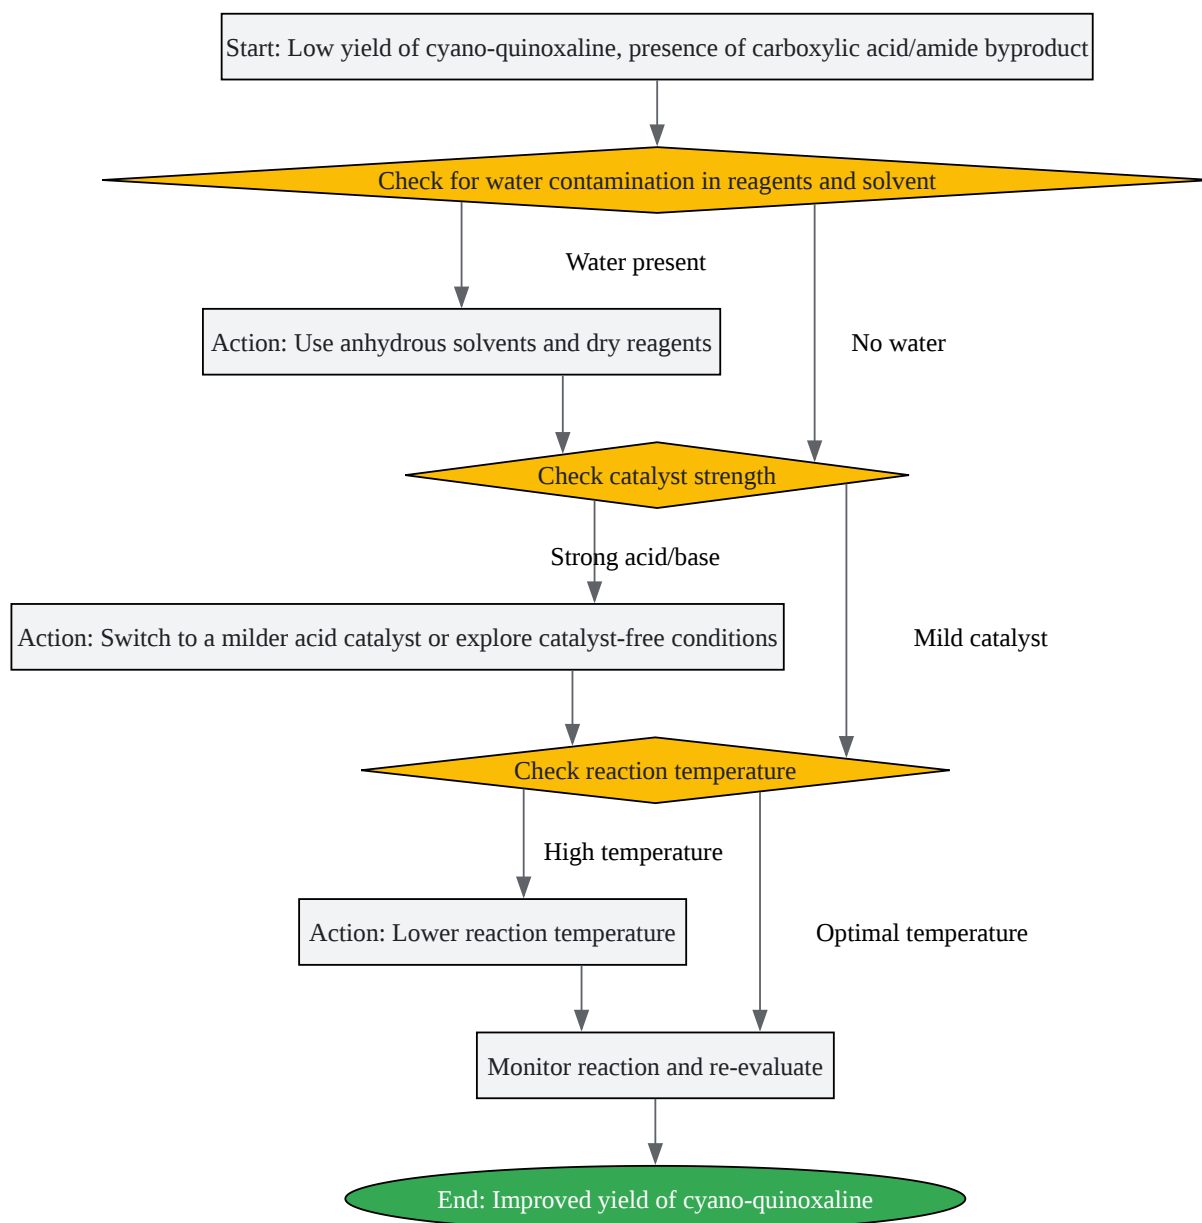 Start: Low yield of cyano-quinoxaline, presence of carboxylic acid/amide byproduct
Check for water contamination in reagents and solvent
Water present
Action: Use anhydrous solvents and dry reagents
No water
Check catalyst strength
Strong acid/base
Action: Switch to a milder acid catalyst or explore catalyst-free conditions
Mild catalyst
Check reaction temperature
High temperature
Action: Lower reaction temperature
Optimal temperature
Monitor reaction and re-evaluate
End: Improved yield of cyano-quinoxaline